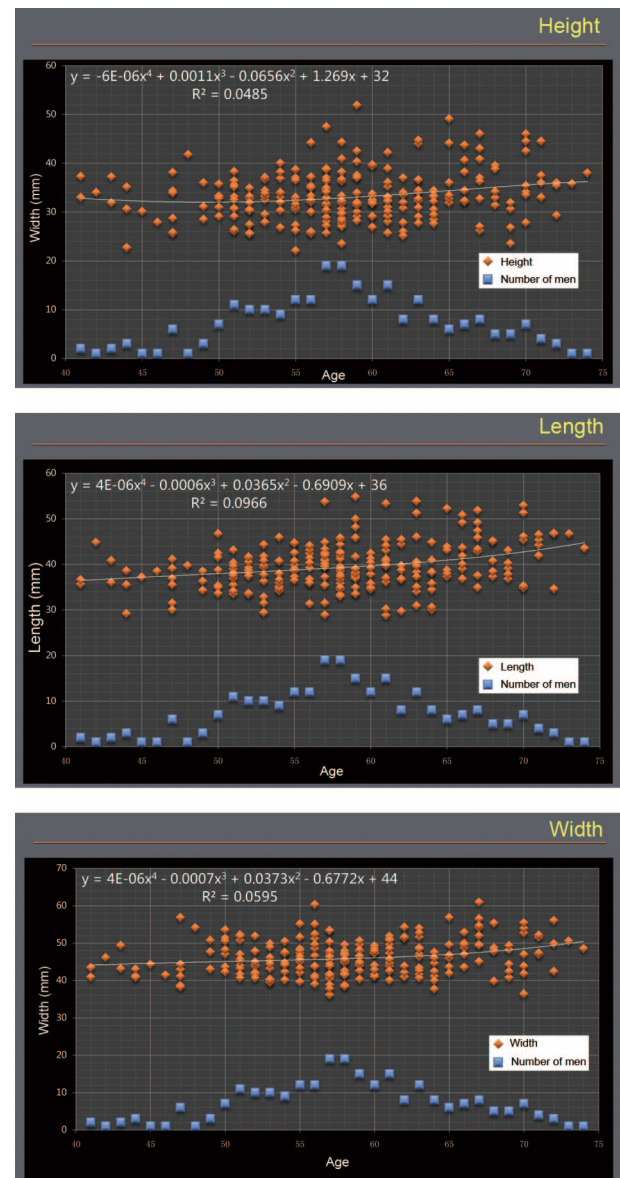 Height
60
y = -6E-06x⁴ + 0.0011x³ - 0.0656x² + 1.269x + 32
R² = 0.0485
50
40
Width (mm)
30
20
Height
Number of men
10
0
40 45 50 55 60 65 70 75
Age
Length
60
y = 4E-06x⁴ - 0.0006x³ + 0.0365x² - 0.6909x + 36
R² = 0.0966
50
40
Length (mm)
30
20
Length
Number of men
10
0
40 45 50 55 60 65 70 75
Age
Width
70
y = 4E-06x⁴ - 0.0007x³ + 0.0373x² - 0.6772x + 44
R² = 0.0595
60
50
40
Width (mm)
30
20
Width
Number of men
10
0
40 45 50 55 60 65 70 75
Age